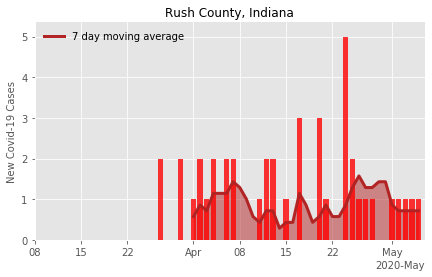 Rush County, Indiana
7 day moving average
New Covid-19 Cases
5
4
3
2
1
0
08 15 22 Apr 08 15 22 May
2020-May